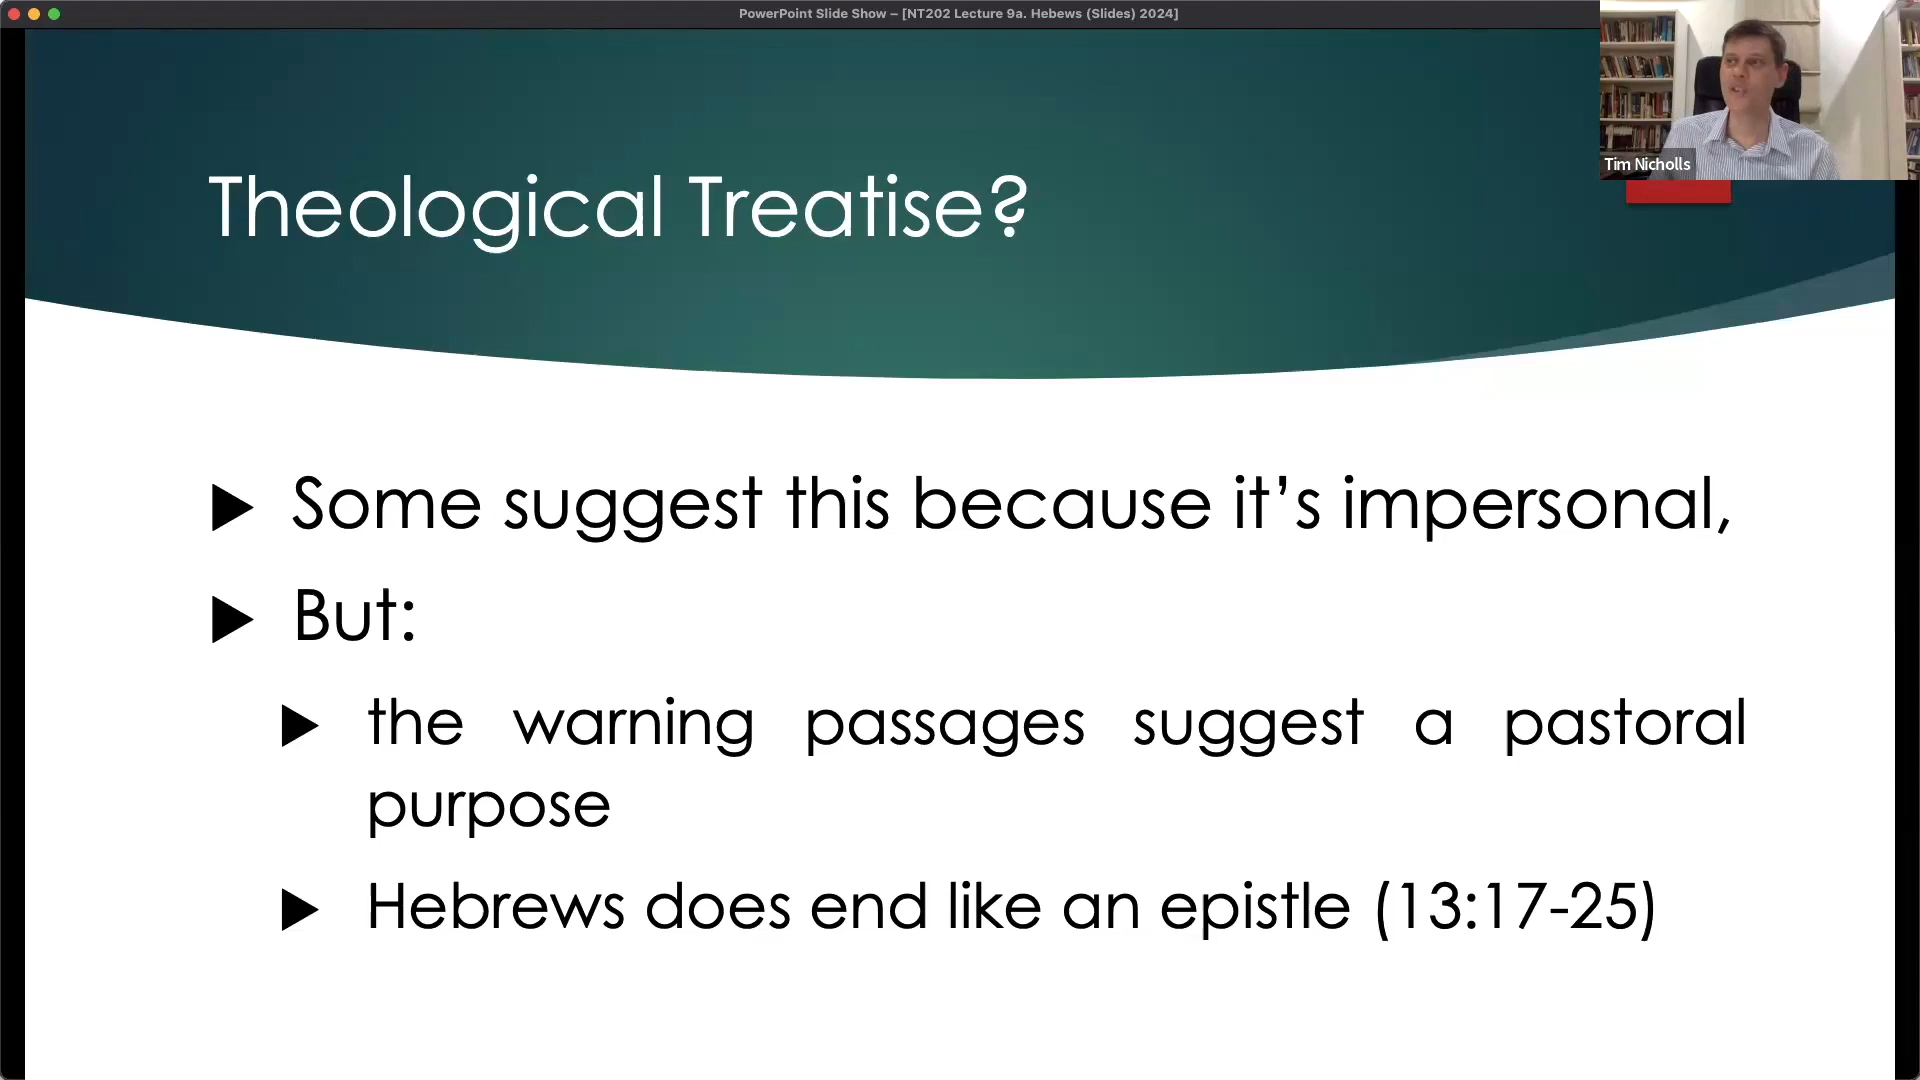 PowerPoint Slide Show – [NT202 Lecture 9a. Hebews (Slides) 2024]
Tim Nicholls
Theological Treatise?
Some suggest this because it’s impersonal,
But:
the warning passages suggest a pastoral
purpose
Hebrews does end like an epistle (13:17-25)